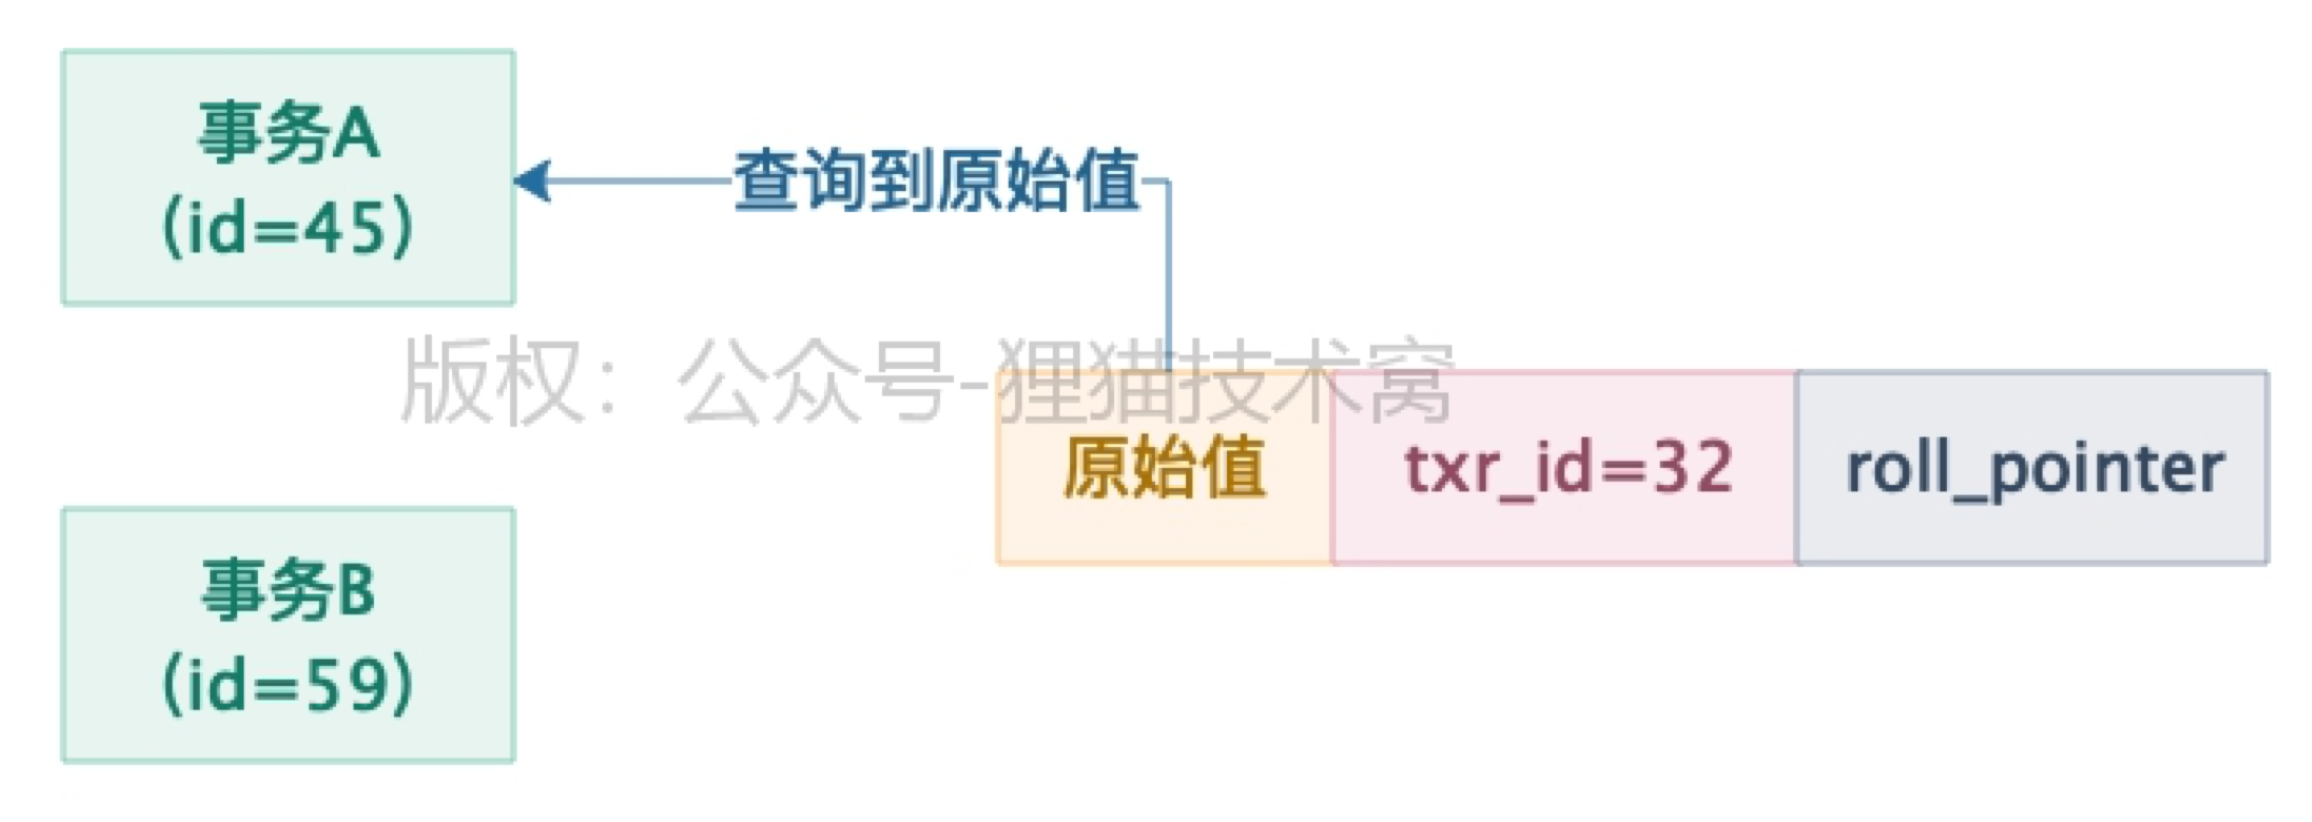 事务A
(id=45)
查询到原始值
版权：公众号-狸猫技术窝
原始值
txr_id=32
roll_pointer
事务B
(id=59)